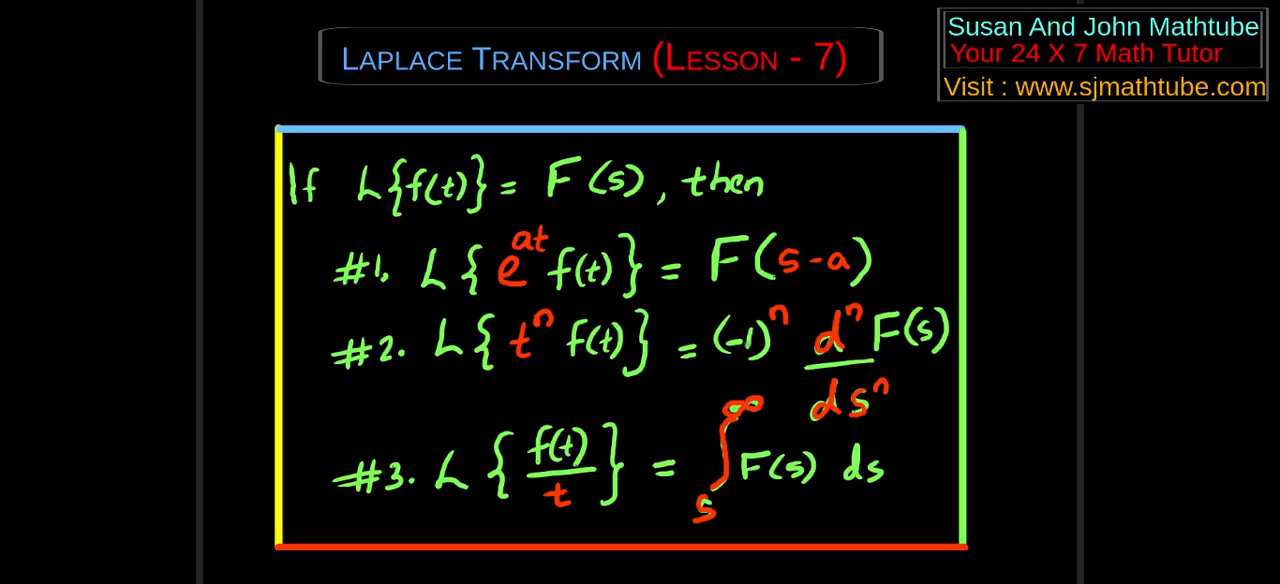 LAPLACE TRANSFORM (LESSON - 7)
Susan And John Mathtube
Your 24 X 7 Math Tutor
Visit : www.sjmathtube.com
If L{f(t)} = F(s), then
#1. L{e^{at} f(t)} = F(s-a)
#2. L{t^n f(t)} = (-1)^n d^n/ds^n F(s)
#3. L{f(t)/t} = ∫_s^∞ F(s) ds